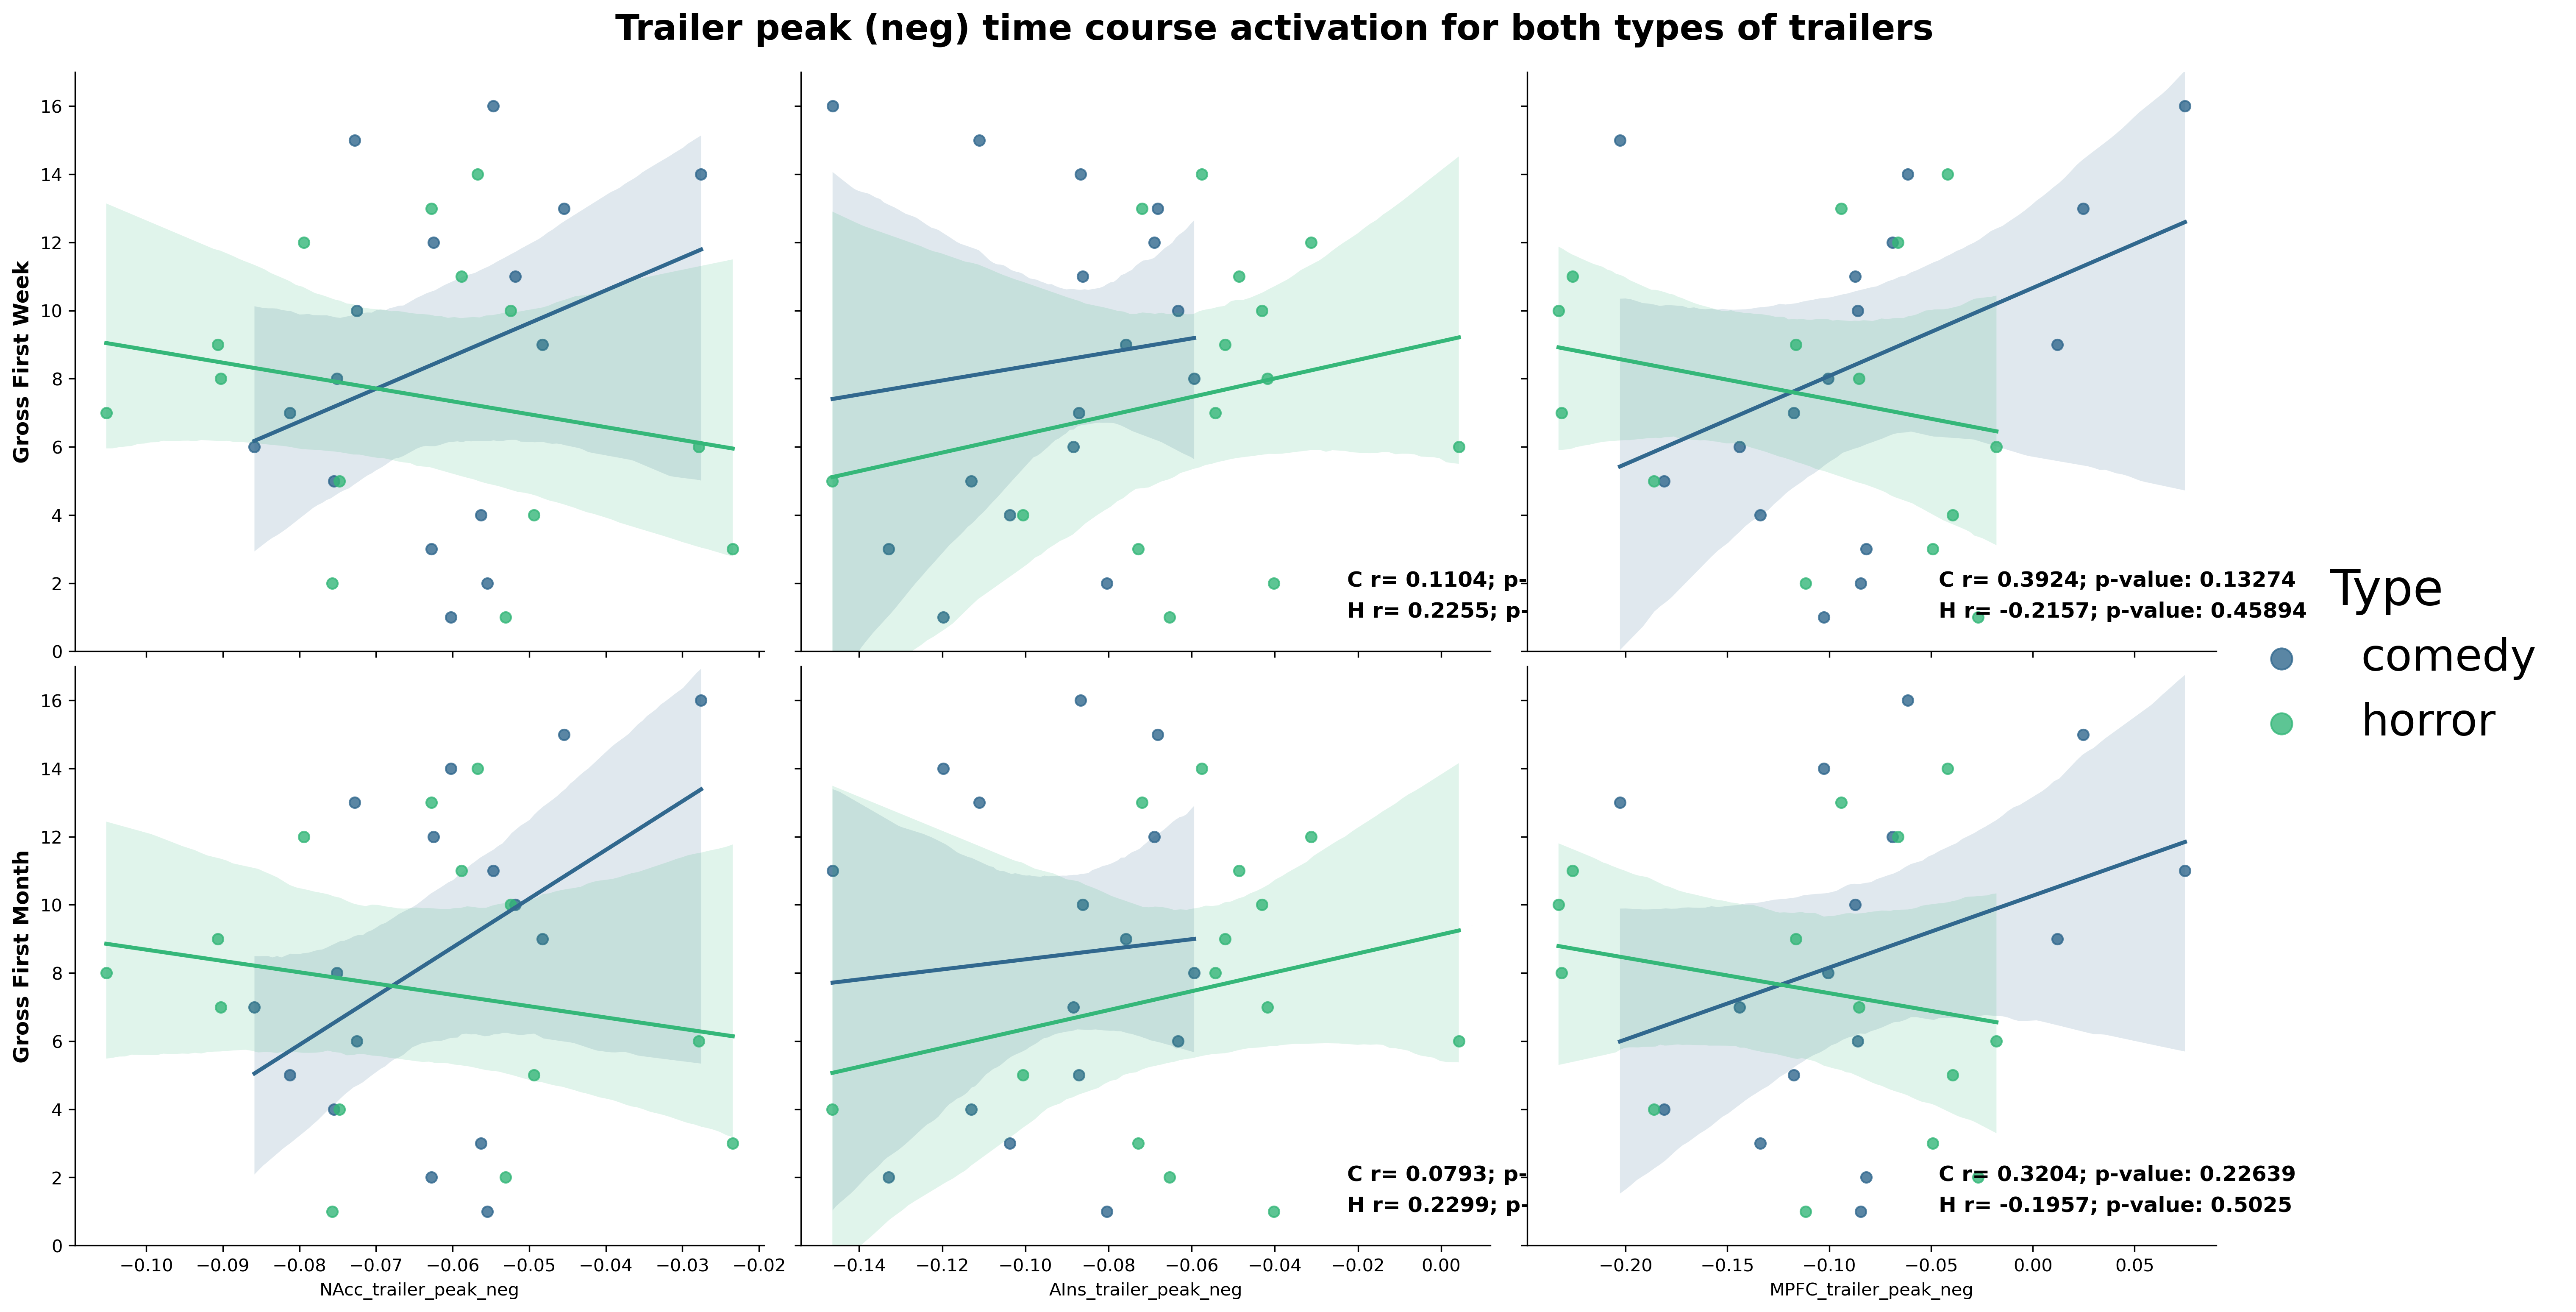 Trailer peak (neg) time course activation for both types of trailers
Gross First Week
16
14
12
10
8
6
4
2
0
C r= 0.1104; p-
H r= 0.2255; p-
C r= 0.3924; p-value: 0.13274
H r= -0.2157; p-value: 0.45894
Type
comedy
horror
Gross First Month
16
14
12
10
8
6
4
2
0
C r= 0.0793; p-
H r= 0.2299; p-
C r= 0.3204; p-value: 0.22639
H r= -0.1957; p-value: 0.5025
−0.10 −0.09 −0.08 −0.07 −0.06 −0.05 −0.04 −0.03 −0.02
−0.14 −0.12 −0.10 −0.08 −0.06 −0.04 −0.02 0.00
−0.20 −0.15 −0.10 −0.05 0.00 0.05
NAcc_trailer_peak_neg
AIns_trailer_peak_neg
MPFC_trailer_peak_neg